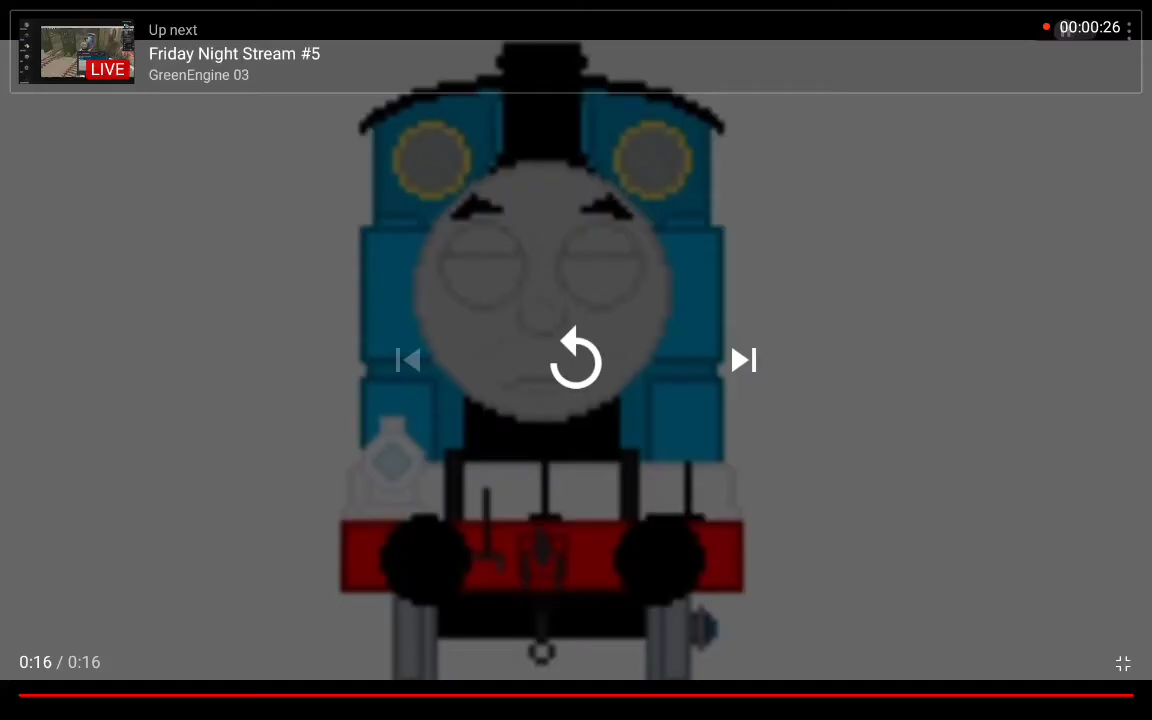 Up next
Friday Night Stream #5
GreenEngine 03
LIVE
00:00:26
0:16 / 0:16